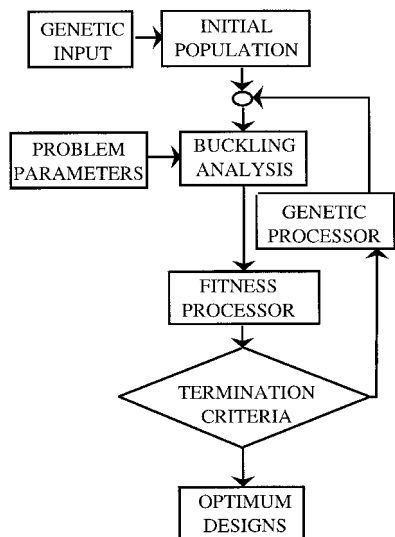 GENETIC
INPUT
INITIAL
POPULATION
PROBLEM
PARAMETERS
BUCKLING
ANALYSIS
GENETIC
PROCESSOR
FITNESS
PROCESSOR
TERMINATION
CRITERIA
OPTIMUM
DESIGNS